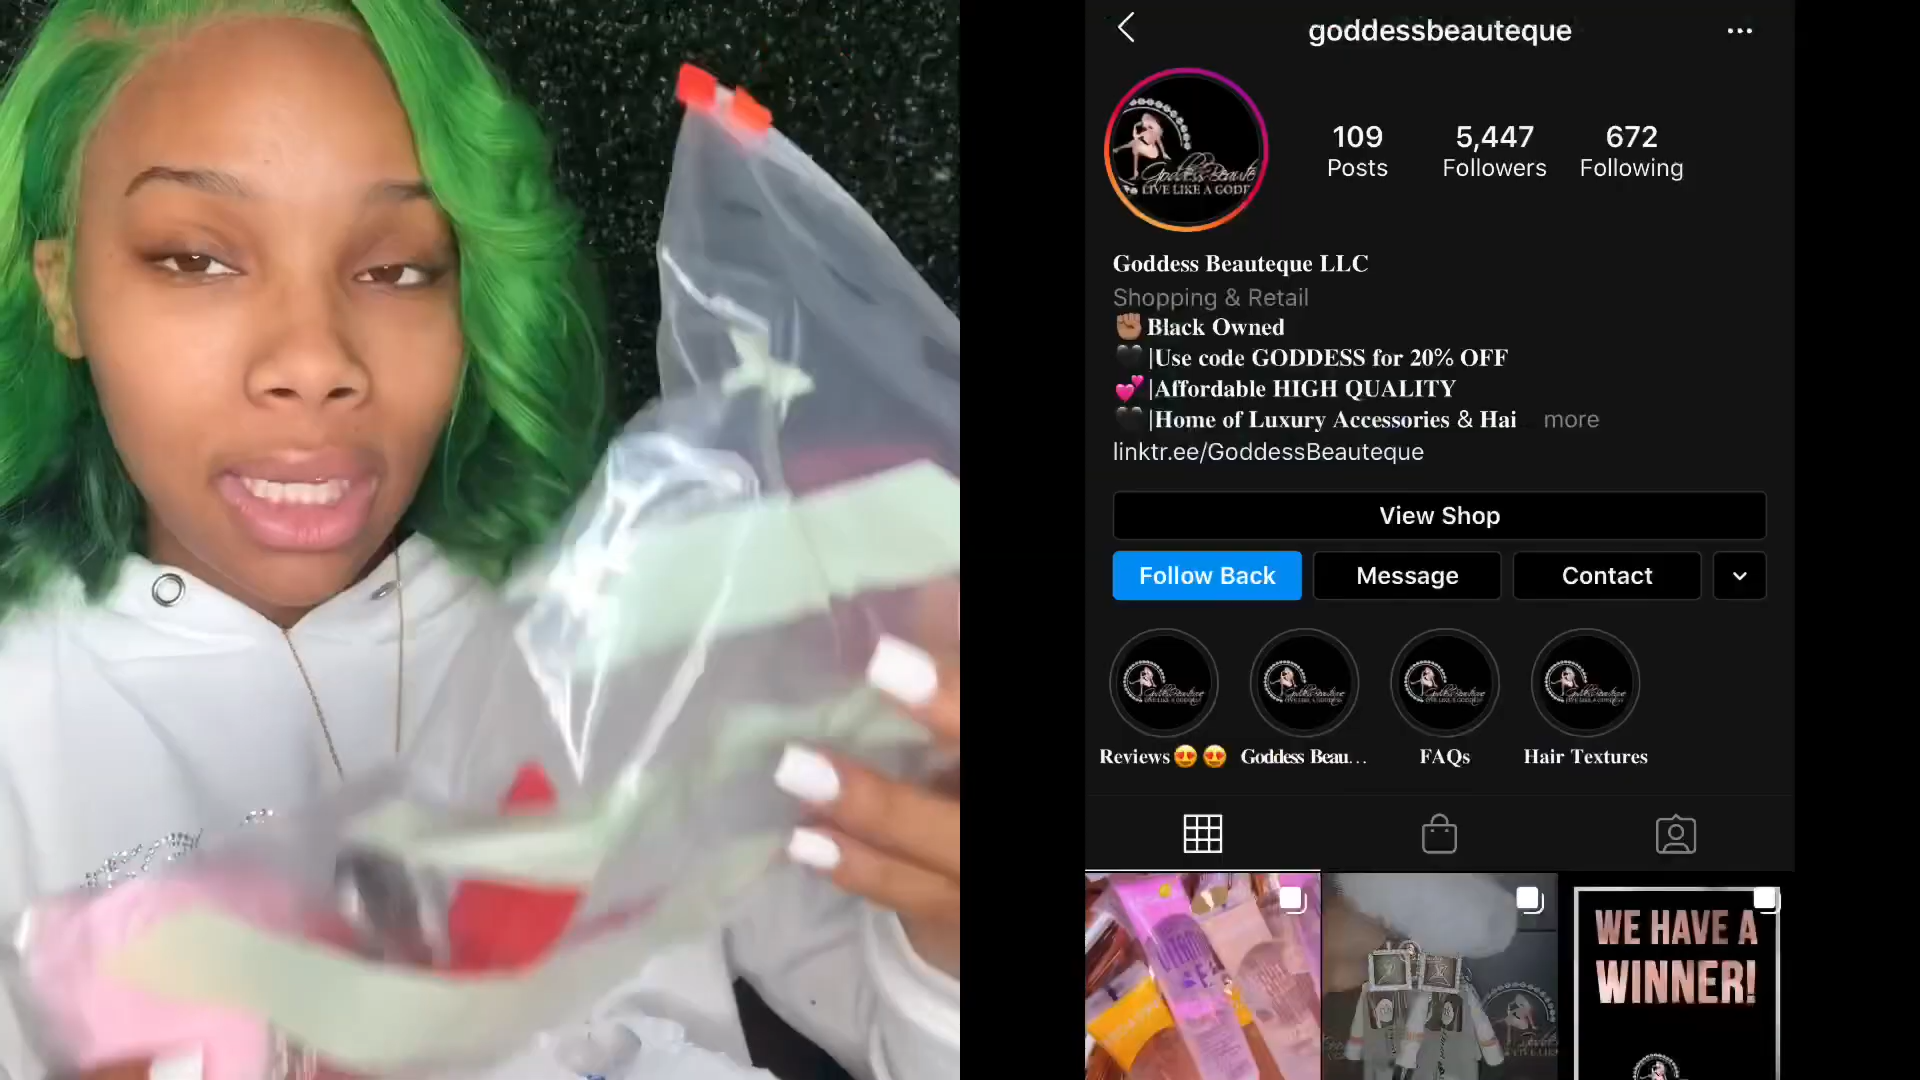 goddessbeauteque
109
5,447
672
Posts
Followers
Following
Goddess Beauteque LLC
Shopping & Retail
✊🏽 Black Owned
🖤 |Use code GODDESS for 20% OFF
💕 |Affordable HIGH QUALITY
🖤 |Home of Luxury Accessories & Hai more
linktr.ee/GoddessBeauteque
View Shop
Follow Back
Message
Contact
Reviews😍😍
Goddess Beau...
FAQs
Hair Textures
WE HAVE A
WINNER!